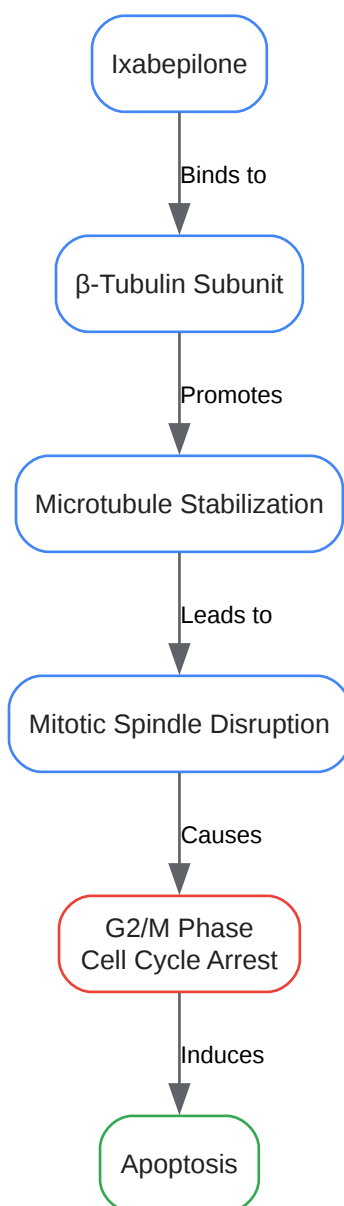 Ixabepilone
Binds to
β-Tubulin Subunit
Promotes
Microtubule Stabilization
Leads to
Mitotic Spindle Disruption
Causes
G2/M Phase
Cell Cycle Arrest
Induces
Apoptosis